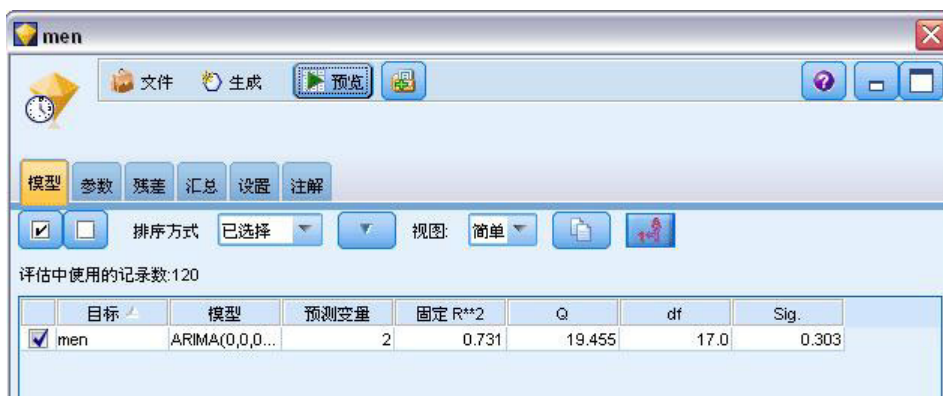 men
文件 生成 预览
模型 参数 残差 汇总 设置 注解
排序方式 已选择 视图: 简单
评估中使用的记录数:120
目标 模型 预测变量 固定 R**2 Q df Sig.
men ARIMA(0,0,0... 2 0.731 19.455 17.0 0.303